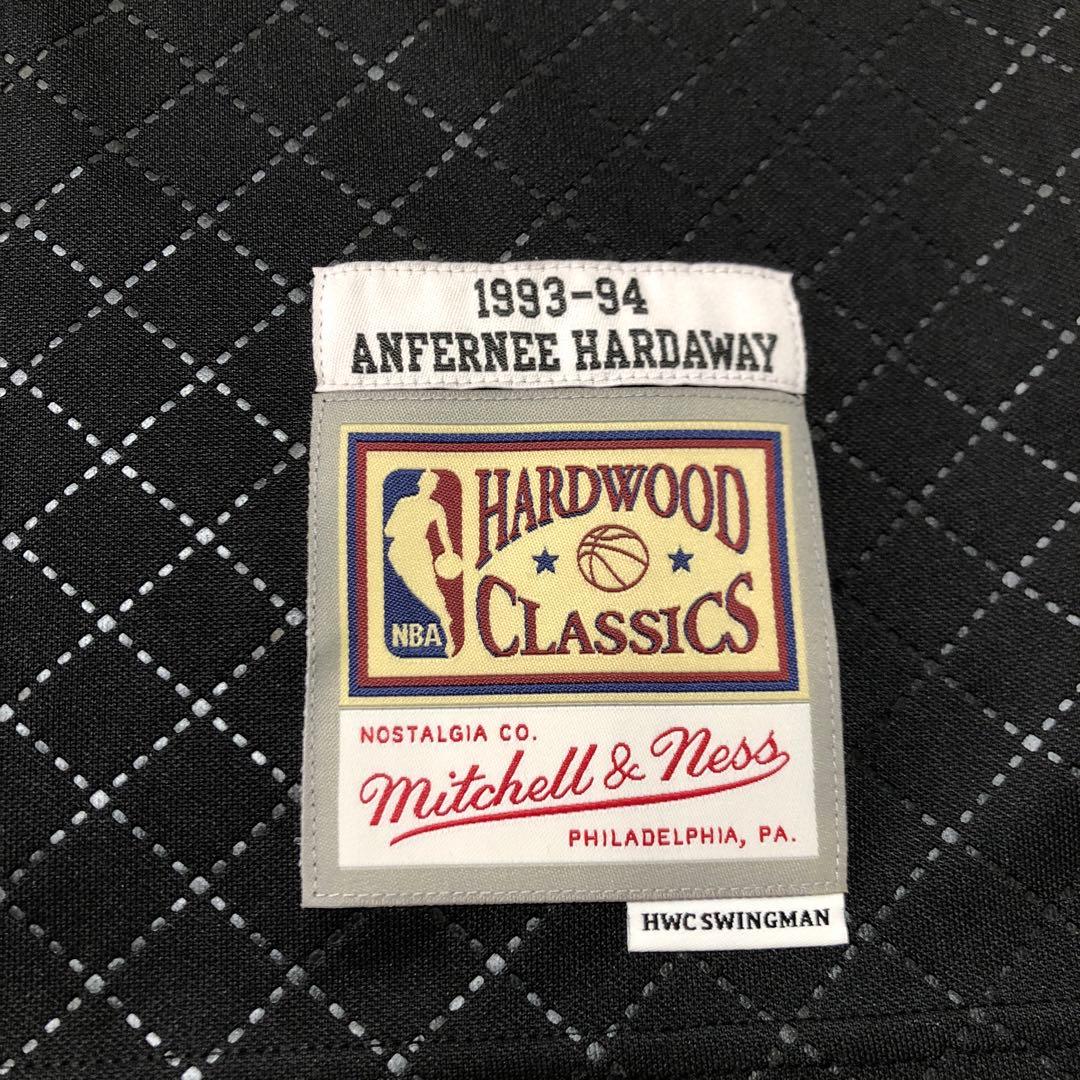 1993-94
ANFERNEE HARDAWAY
HARDWOOD
CLASSICS
NBA
NOSTALGIA CO.
Mitchell & Ness
PHILADELPHIA, PA.
HWC SWINGMAN